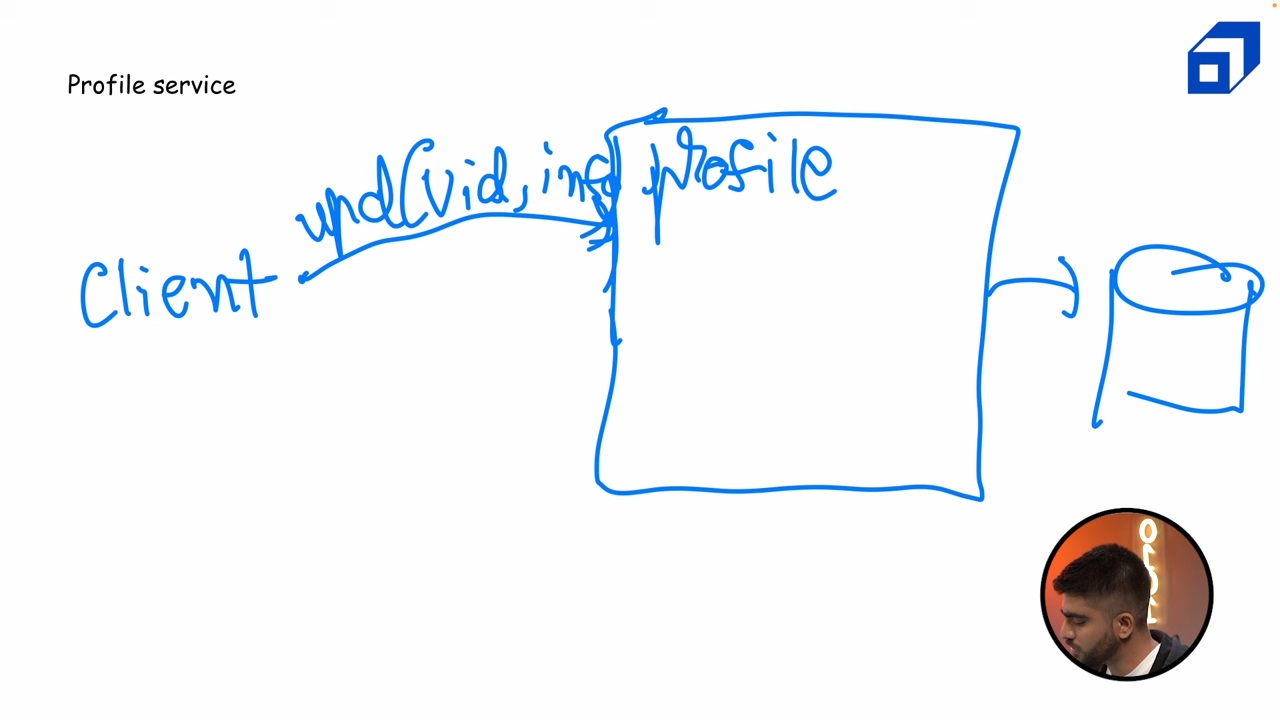 Profile service
upd(uid, info
profile
Client